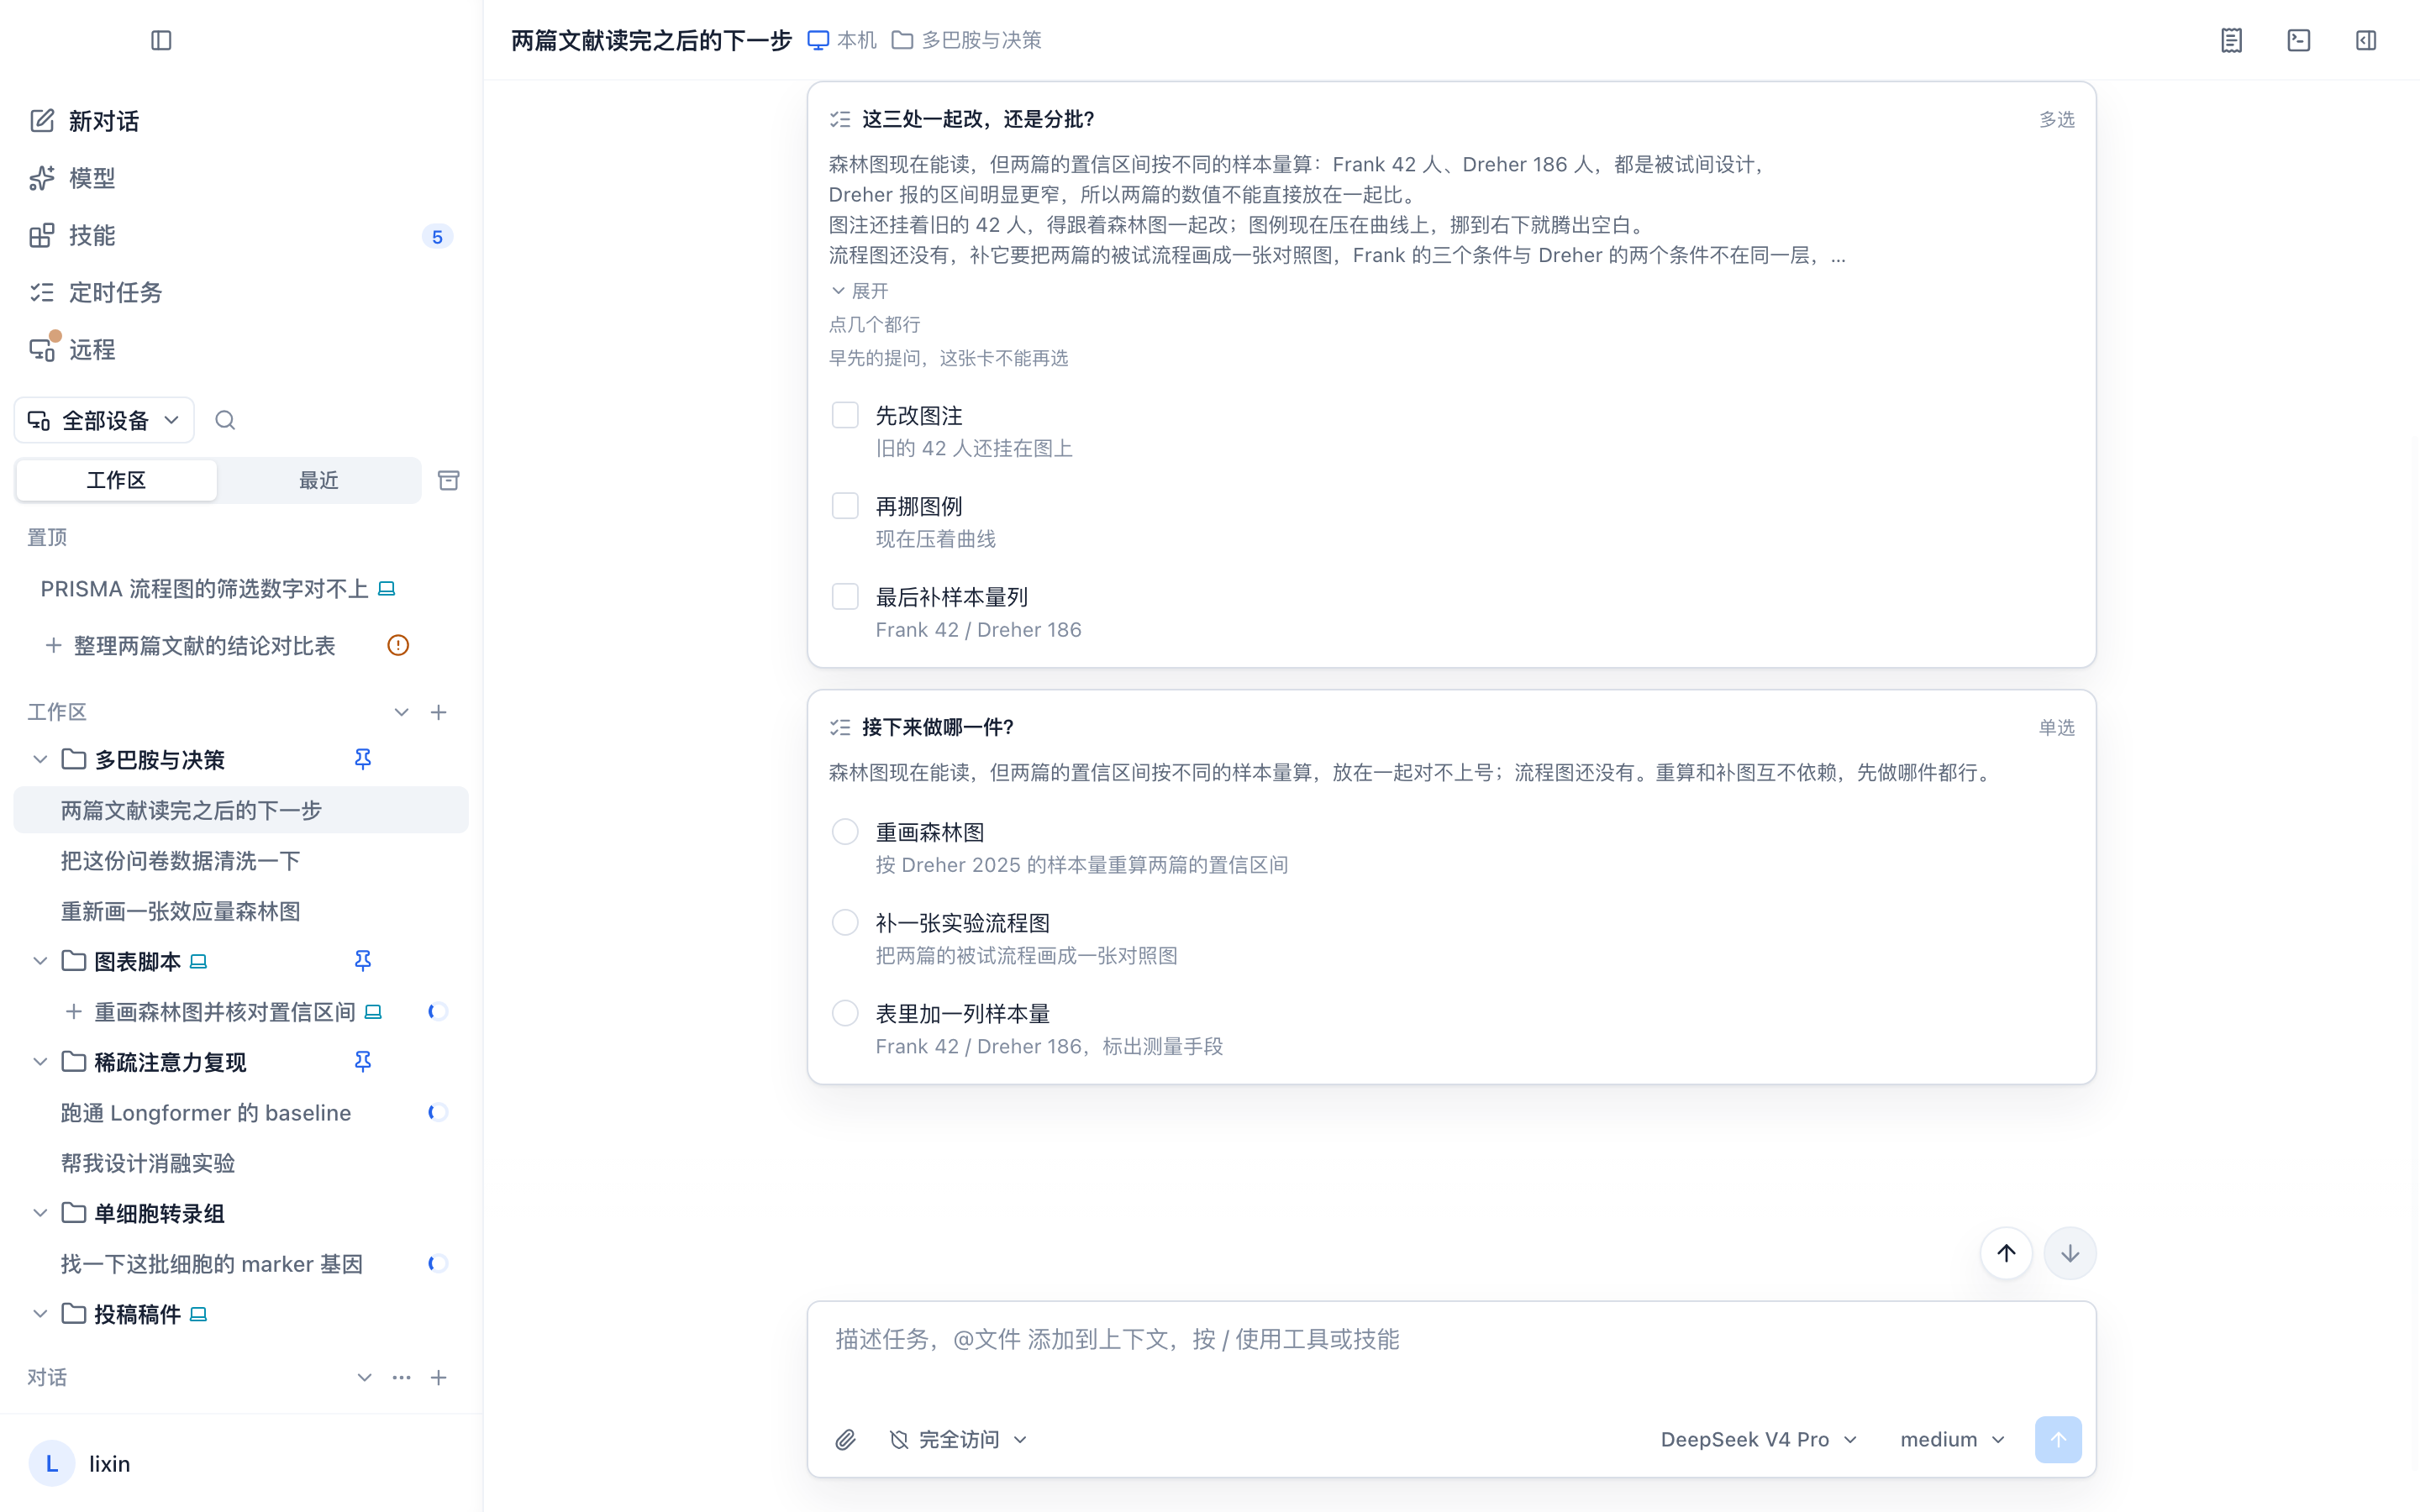 新对话
模型
技能
5
定时任务
远程
全部设备
工作区
最近
置顶
PRISMA 流程图的筛选数字对不上
整理两篇文献的结论对比表
工作区
多巴胺与决策
两篇文献读完之后的下一步
把这份问卷数据清洗一下
重新画一张效应量森林图
图表脚本
重画森林图并核对置信区间
稀疏注意力复现
跑通 Longformer 的 baseline
帮我设计消融实验
单细胞转录组
找一下这批细胞的 marker 基因
投稿稿件
对话
L
lixin
两篇文献读完之后的下一步
本机
多巴胺与决策
这三处一起改，还是分批？
多选
森林图现在能读，但两篇的置信区间按不同的样本量算：Frank 42 人、Dreher 186 人，都是被试间设计，
Dreher 报的区间明显更窄，所以两篇的数值不能直接放在一起比。
图注还挂着旧的 42 人，得跟着森林图一起改；图例现在压在曲线上，挪到右下就腾出空白。
流程图还没有，补它要把两篇的被试流程画成一张对照图，Frank 的三个条件与 Dreher 的两个条件不在同一层，...
展开
点几个都行
早先的提问，这张卡不能再选
先改图注
旧的 42 人还挂在图上
再挪图例
现在压着曲线
最后补样本量列
Frank 42 / Dreher 186
接下来做哪一件？
单选
森林图现在能读，但两篇的置信区间按不同的样本量算，放在一起对不上号；流程图还没有。重算和补图互不依赖，先做哪件都行。
重画森林图
按 Dreher 2025 的样本量重算两篇的置信区间
补一张实验流程图
把两篇的被试流程画成一张对照图
表里加一列样本量
Frank 42 / Dreher 186，标出测量手段
描述任务，@文件 添加到上下文，按 / 使用工具或技能
完全访问
DeepSeek V4 Pro
medium